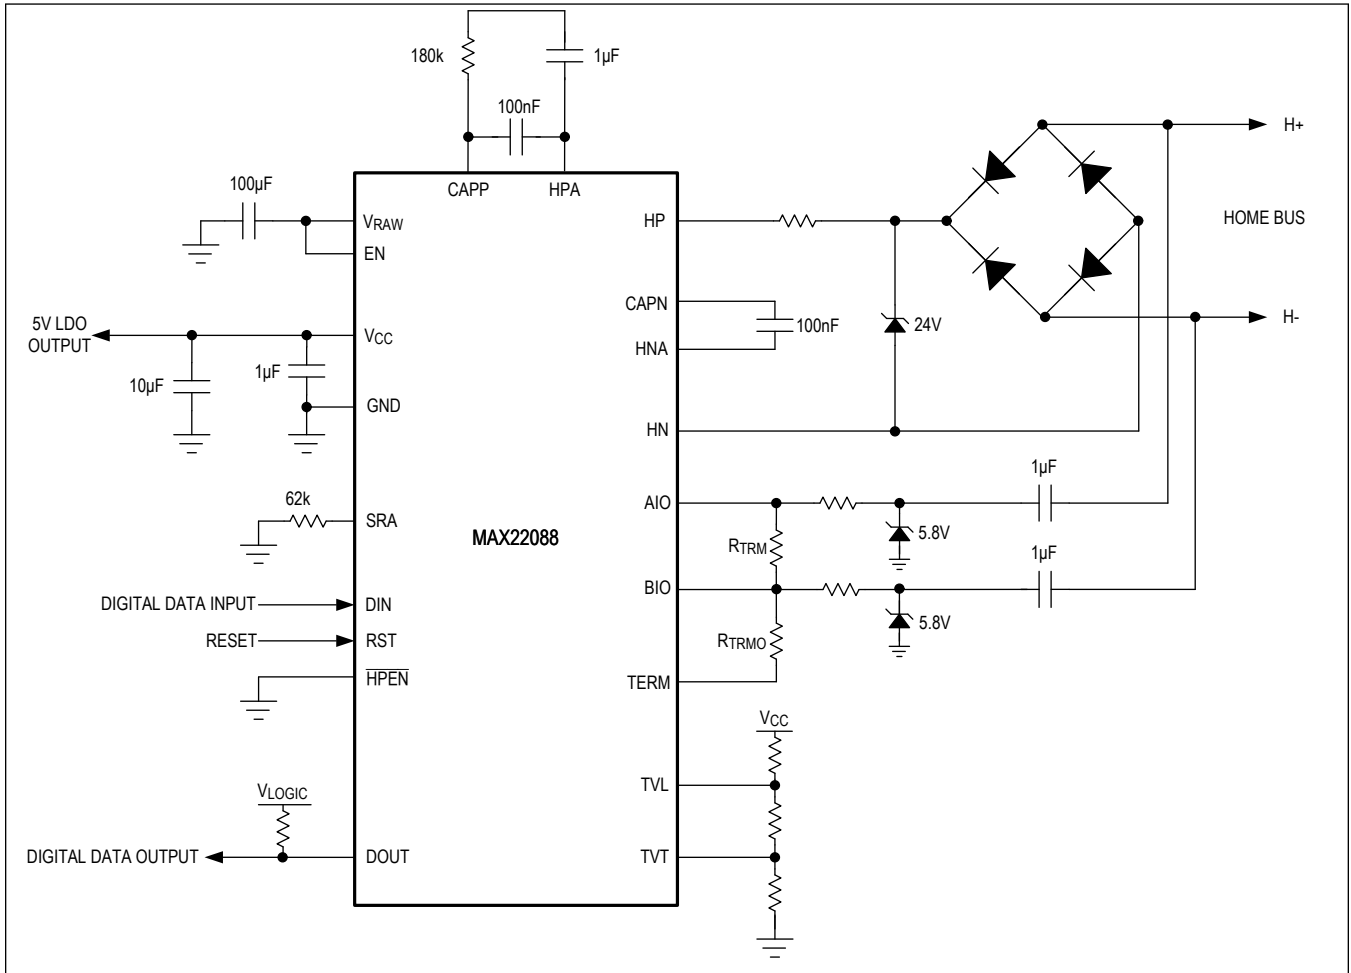 180k
1µF
100nF
CAPP
HPA
100µF
VRAW
EN
5V LDO
OUTPUT
VCC
10µF
1µF
GND
62k
SRA
MAX22088
DIGITAL DATA INPUT
DIN
RESET
RST
HPEN
VLOGIC
DIGITAL DATA OUTPUT
DOUT
HP
CAPN
100nF
HNA
24V
HN
H+
HOME BUS
H-
AIO
1µF
5.8V
RTRM
1µF
BIO
5.8V
RTRMO
TERM
VCC
TVL
TVT